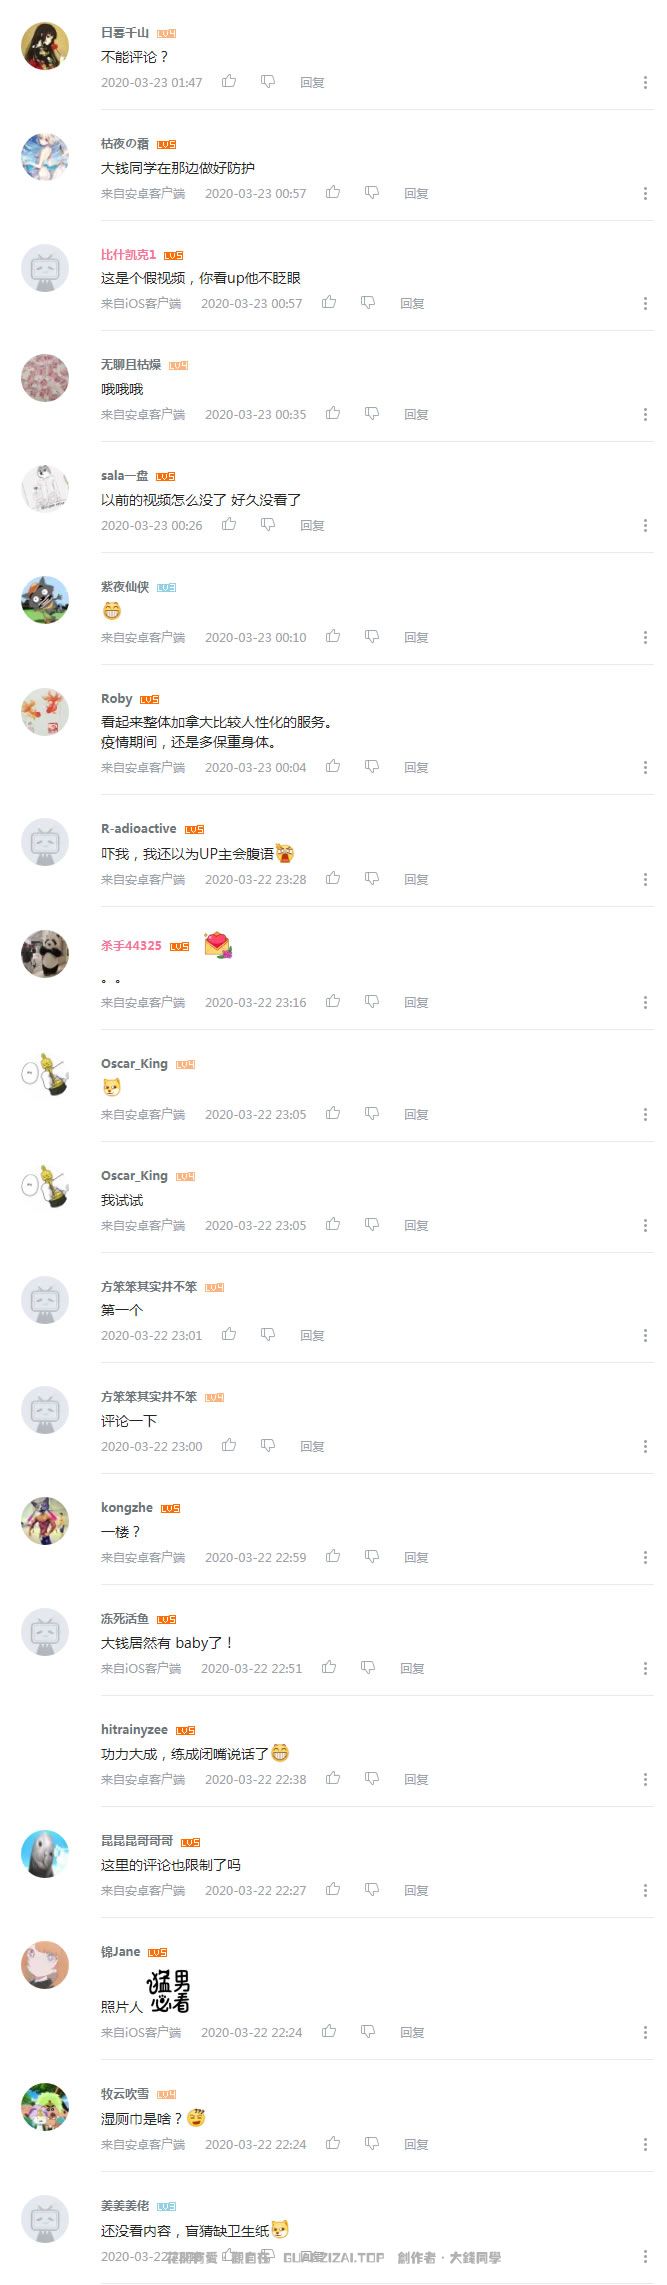 日暮千山 LV4
不能评论？
2020-03-23 01:47 回复
枯夜の霜 LV5
大钱同学在那边做好防护
来自安卓客户端 2020-03-23 00:57 回复
比什凯克1 LV5
这是个假视频，你看up他不眨眼
来自iOS客户端 2020-03-23 00:57 回复
无聊且枯燥 LV4
哦哦哦
来自安卓客户端 2020-03-23 00:35 回复
sala一盘 LV5
以前的视频怎么没了 好久没看了
2020-03-23 00:26 回复
紫夜仙侠 LV3
来自安卓客户端 2020-03-23 00:10 回复
Roby LV5
看起来整体加拿大比较人性化的服务。
疫情期间，还是多保重身体。
来自安卓客户端 2020-03-23 00:04 回复
R-adioactive LV5
吓我，我还以为UP主会腹语
来自安卓客户端 2020-03-22 23:28 回复
杀手44325 LV5
。。
来自安卓客户端 2020-03-22 23:16 回复
Oscar_King LV4
来自安卓客户端 2020-03-22 23:05 回复
Oscar_King LV4
我试试
来自安卓客户端 2020-03-22 23:05 回复
方笨笨其实并不笨 LV4
第一个
2020-03-22 23:01 回复
方笨笨其实并不笨 LV4
评论一下
2020-03-22 23:00 回复
kongzhe LV5
一楼？
来自安卓客户端 2020-03-22 22:59 回复
冻死活鱼 LV5
大钱居然有 baby了！
来自iOS客户端 2020-03-22 22:51 回复
hitrainyzee LV5
功力大成，练成闭嘴说话了
来自安卓客户端 2020-03-22 22:38 回复
昆昆昆哥哥哥 LV5
这里的评论也限制了吗
来自安卓客户端 2020-03-22 22:27 回复
锦Jane LV5
照片人 猛男必看
来自iOS客户端 2020-03-22 22:24 回复
牧云吹雪 LV4
湿厕巾是啥？
来自安卓客户端 2020-03-22 22:24 回复
姜姜姜佬 LV3
还没看内容，盲猜缺卫生纸
2020-03-22 回复
觀自在 GUANZIZAI.TOP 創作者·大錢同學